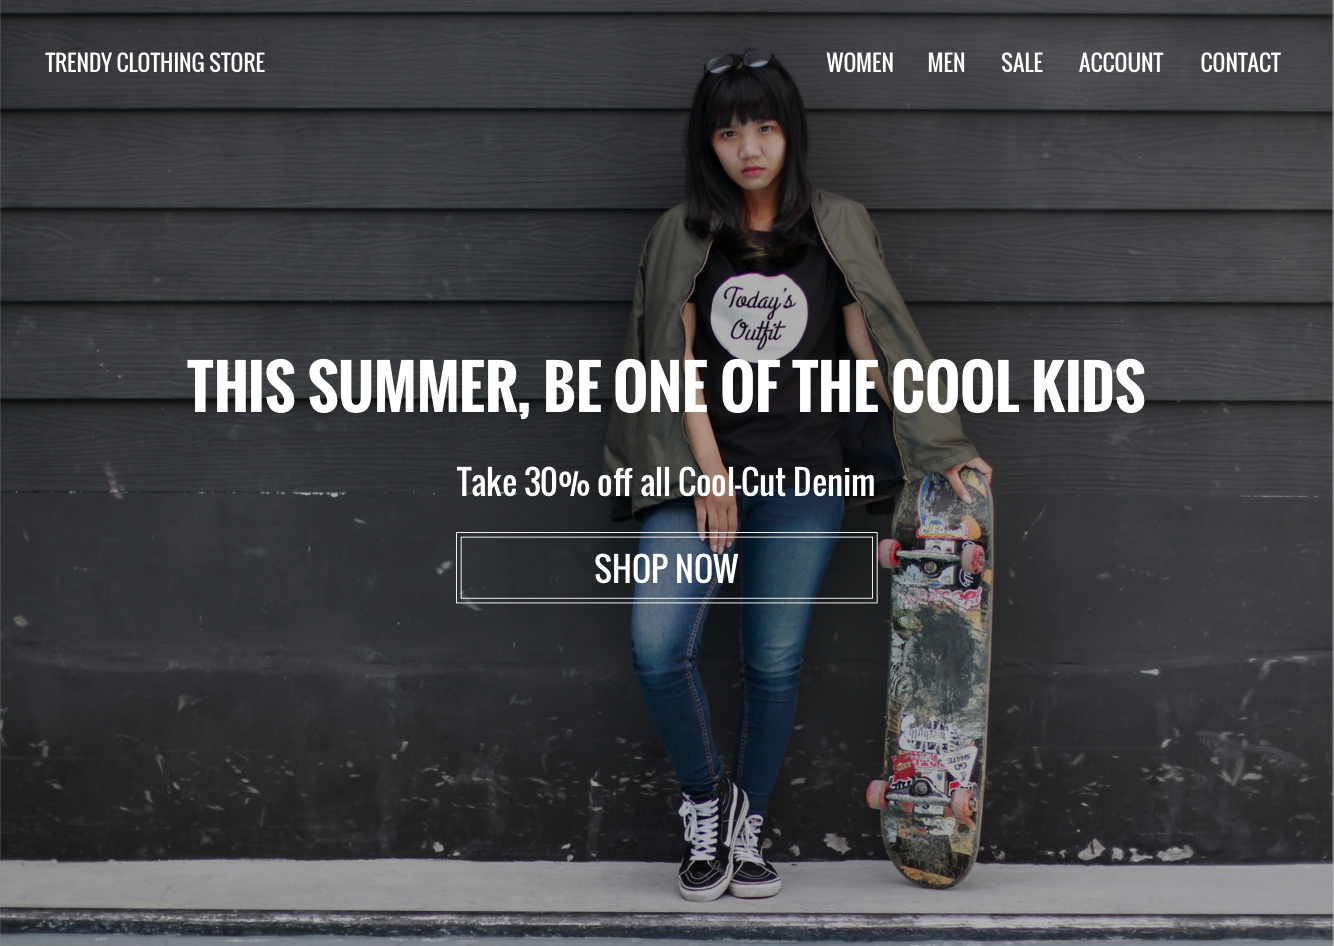 TRENDY CLOTHING STORE
WOMEN MEN SALE ACCOUNT CONTACT
Today's
Outfit
THIS SUMMER, BE ONE OF THE COOL KIDS
Take 30% off all Cool-Cut Denim
SHOP NOW